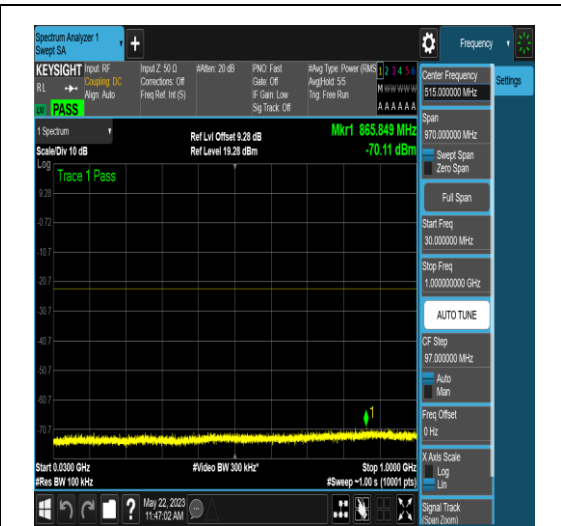 Spectrum Analyzer 1
Swept SA
+
Frequency
KEYSIGHT
RL
PASS
Input: RF
Coupling: DC
Align: Auto
Input Z: 50 Ω
Corrections: Off
Freq Ref: Int (S)
#Atten: 20 dB
PNO: Fast
Gate: Off
IF Gain: Low
Sig Track: Off
#Avg Type: Power (RMS
Avg|Hold: 5/5
Trig: Free Run
1 2 3 4 5 6
M W W W W W
A A A A A A
1 Spectrum
Scale/Div 10 dB
Ref Lvl Offset 9.28 dB
Ref Level 19.28 dBm
Mkr1 865.849 MHz
-70.11 dBm
Log
Trace 1 Pass
9.28
-0.72
-10.7
-20.7
-30.7
-40.7
-50.7
-60.7
-70.7
1
Start 0.0300 GHz
#Res BW 100 kHz
#Video BW 300 kHz*
Stop 1.0000 GHz
#Sweep ~1.00 s (10001 pts)
Center Frequency
515.000000 MHz
Settings
Span
970.000000 MHz
Swept Span
Zero Span
Full Span
Start Freq
30.000000 MHz
Stop Freq
1.000000000 GHz
AUTO TUNE
CF Step
97.000000 MHz
Auto
Man
Freq Offset
0 Hz
X Axis Scale
Log
Lin
Signal Track
(Span Zoom)
?
May 22, 2023
11:47:02 AM